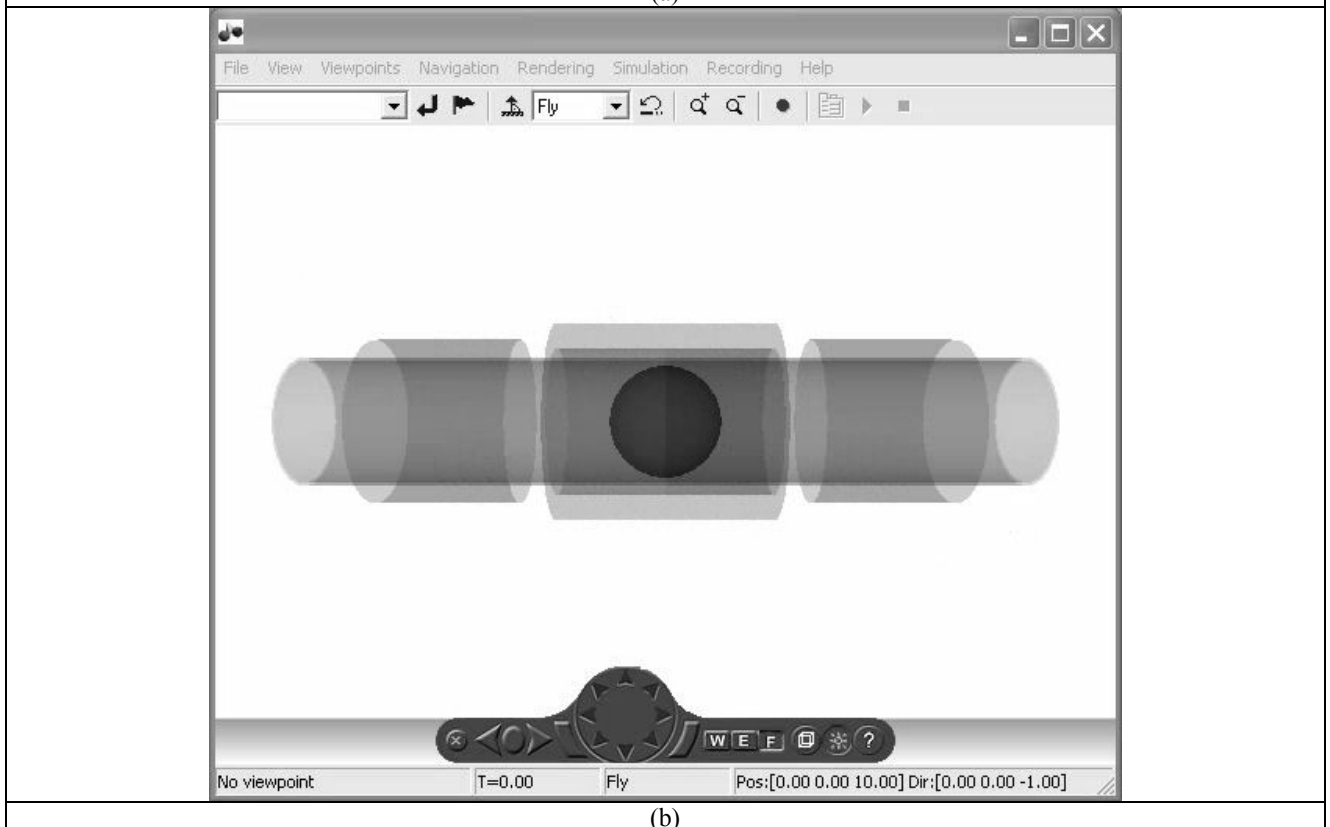 (a)
File View Viewpoints Navigation Rendering Simulation Recording Help
Fly
W E F ?
No viewpoint T=0.00 Fly Pos:[0.00 0.00 10.00] Dir:[0.00 0.00 -1.00]
(b)